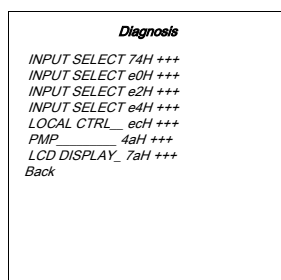 Diagnosis
INPUT SELECT 74H +++
INPUT SELECT e0H +++
INPUT SELECT e2H +++
INPUT SELECT e4H +++
LOCAL CTRL__ ecH +++
PMP________ 4aH +++
LCD DISPLAY_ 7aH +++
Back